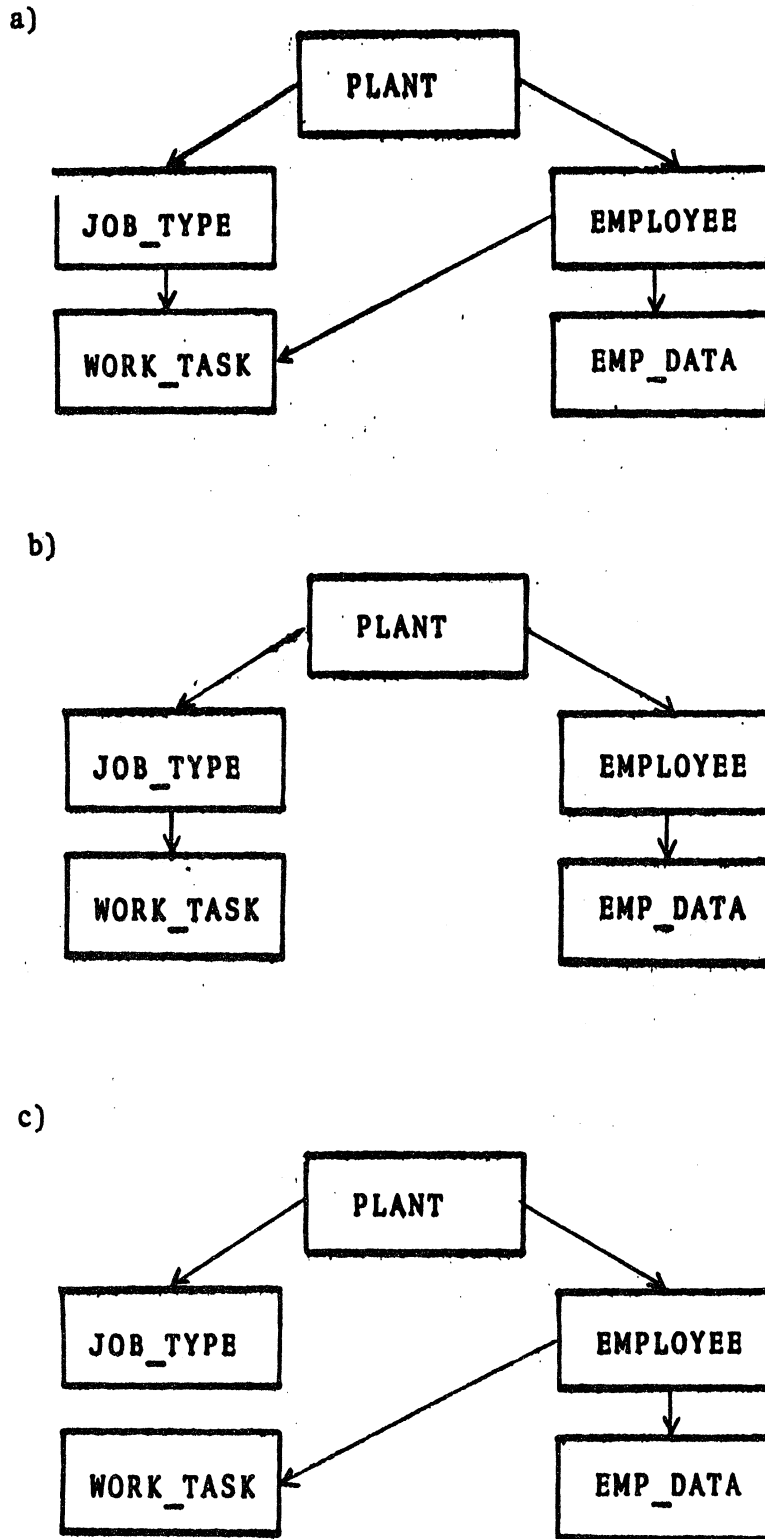 a)
PLANT
JOB_TYPE
EMPLOYEE
WORK_TASK
EMP_DATA
b)
PLANT
JOB_TYPE
EMPLOYEE
WORK_TASK
EMP_DATA
c)
PLANT
JOB_TYPE
EMPLOYEE
WORK_TASK
EMP_DATA